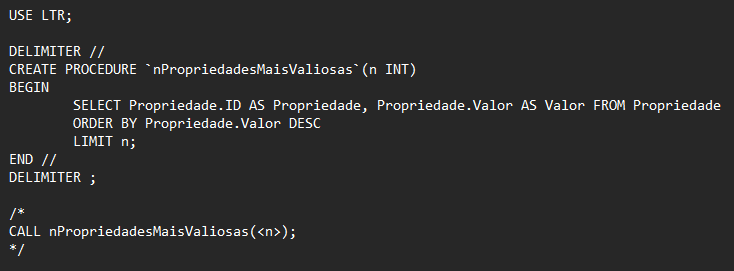 USE LTR;
DELIMITER //
CREATE PROCEDURE `nPropriedadesMaisValiosas`(n INT)
BEGIN
SELECT Propriedade.ID AS Propriedade, Propriedade.Valor AS Valor FROM Propriedade
ORDER BY Propriedade.Valor DESC
LIMIT n;
END //
DELIMITER ;
/*
CALL nPropriedadesMaisValiosas(<n>);
*/